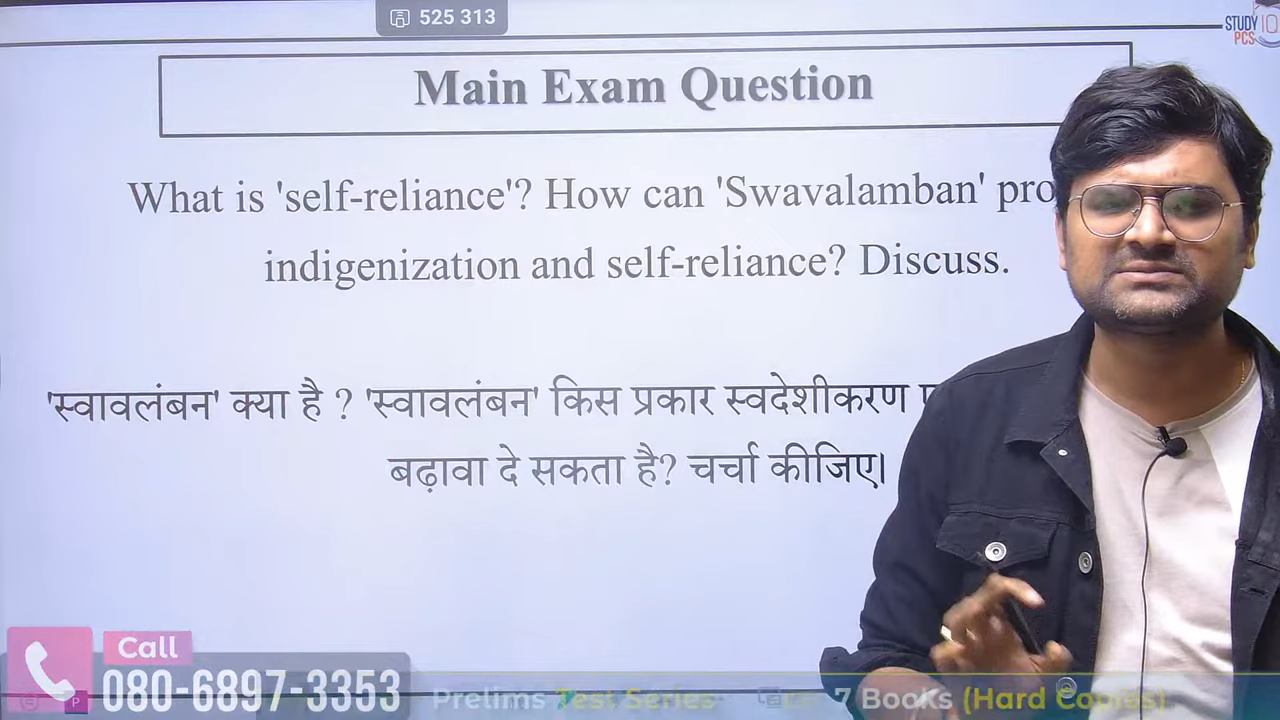 525 313
STUDY IQ
PCS
Main Exam Question
What is 'self-reliance'? How can 'Swavalamban' pro
indigenization and self-reliance? Discuss.
'स्वावलंबन' क्या है ? 'स्वावलंबन' किस प्रकार स्वदेशीकरण
बढ़ावा दे सकता है? चर्चा कीजिए।
Call
080-6897-3353
P
Prelims Test Series
7 Books (Hard Copies)